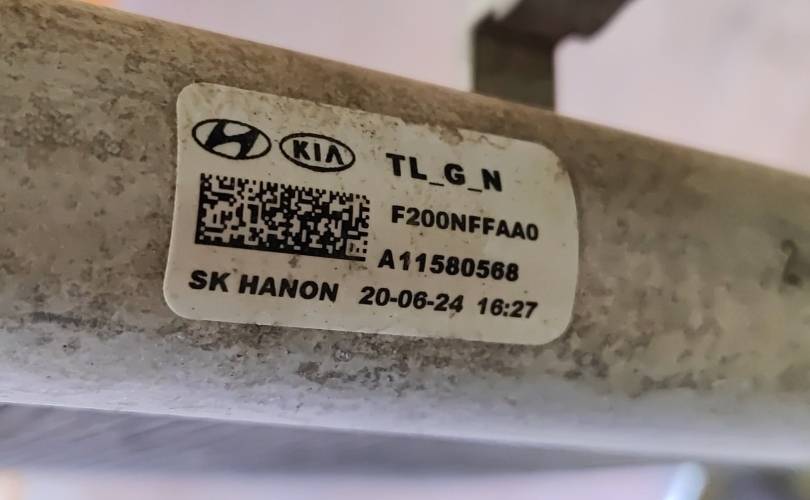 KIA TL_G_N
F200NFFAA0
A11580568
SK HANON 20-06-24 16:27